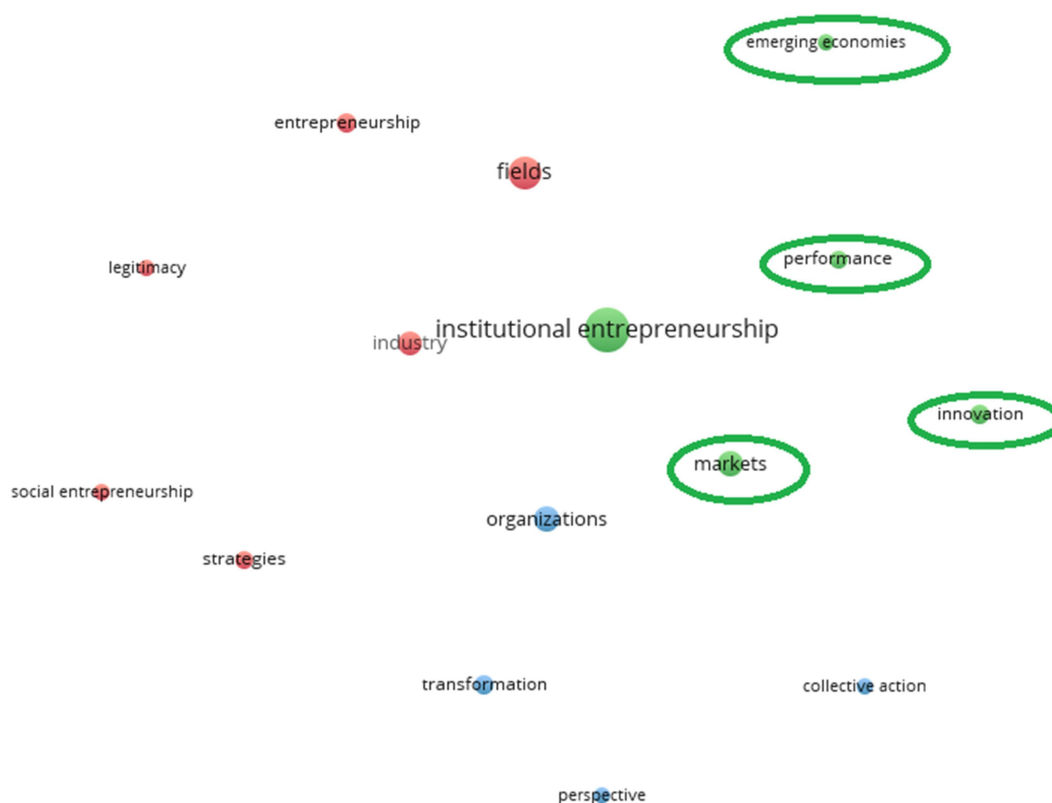 emerging economies
entrepreneurship
fields
legitimacy
performance
institutional entrepreneurship
industry
innovation
markets
social entrepreneurship
organizations
strategies
transformation
collective action
perspective